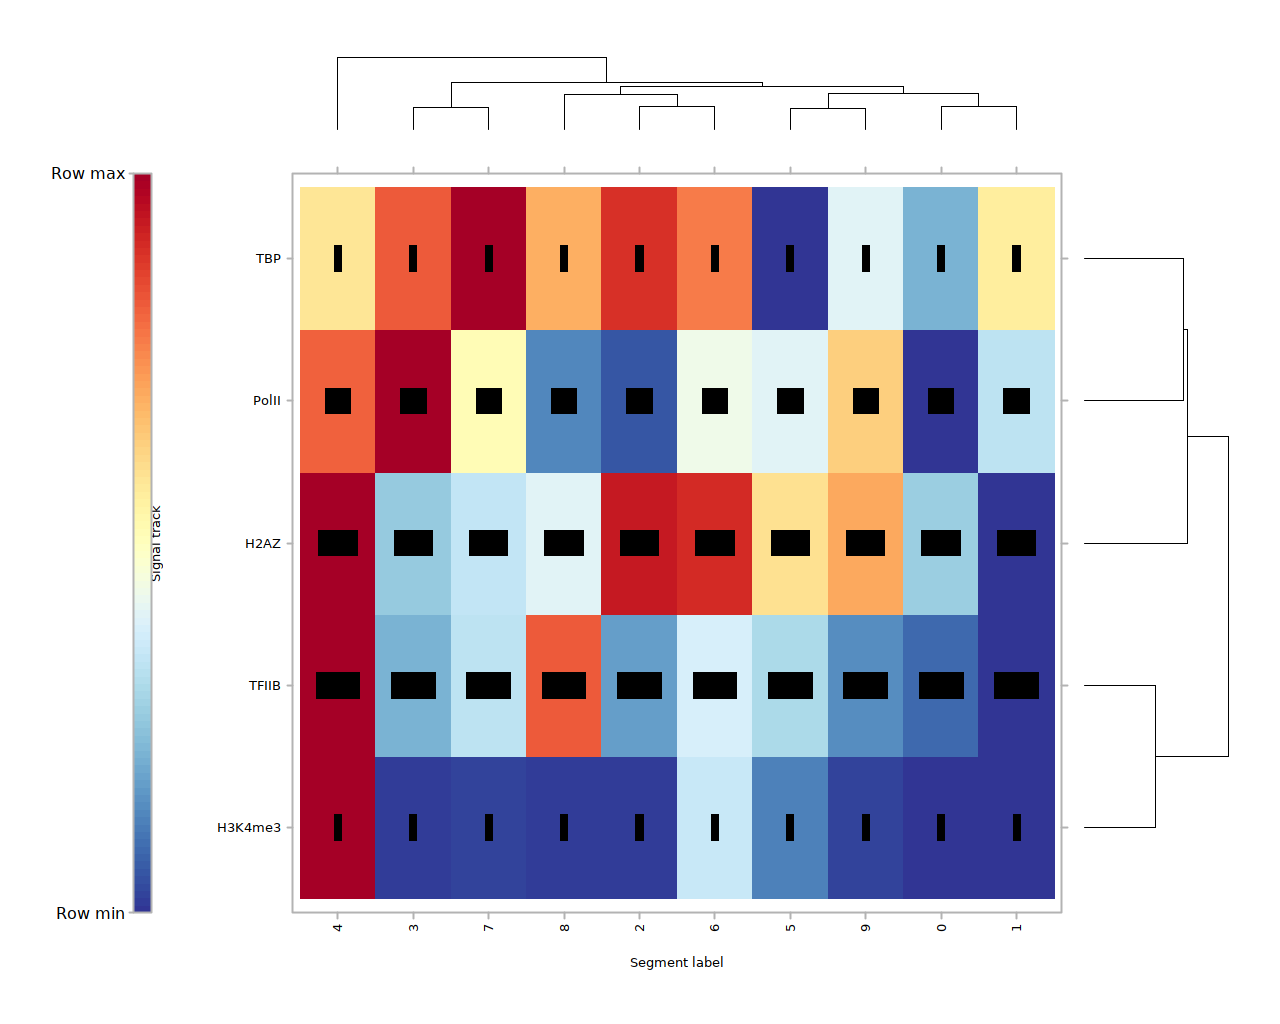 Row max
Signal track
Row min
TBP
PolII
H2AZ
TFIIB
H3K4me3
4 3 7 8 2 6 5 9 0 1
Segment label